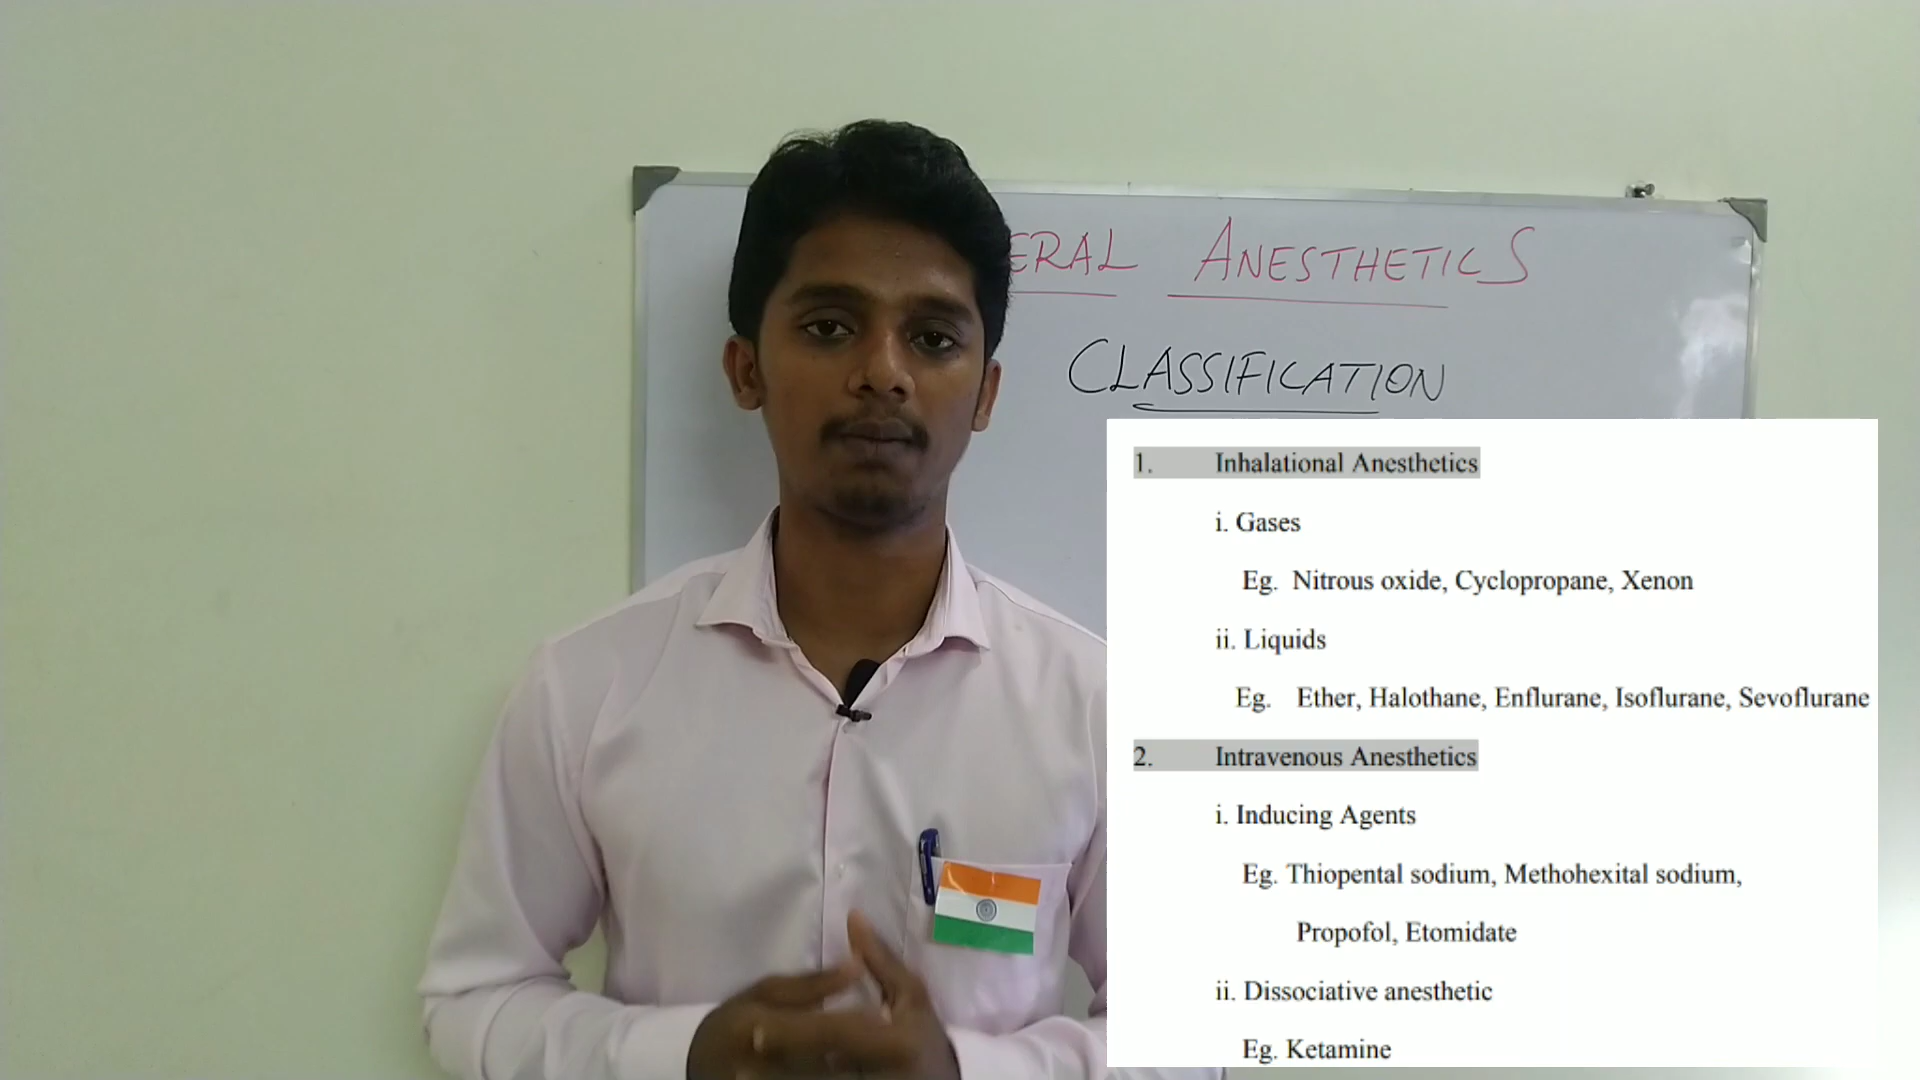 ERAL ANESTHETICS
CLASSIFICATION
1. Inhalational Anesthetics
i. Gases
Eg. Nitrous oxide, Cyclopropane, Xenon
ii. Liquids
Eg. Ether, Halothane, Enflurane, Isoflurane, Sevoflurane
2. Intravenous Anesthetics
i. Inducing Agents
Eg. Thiopental sodium, Methohexital sodium,
Propofol, Etomidate
ii. Dissociative anesthetic
Eg. Ketamine